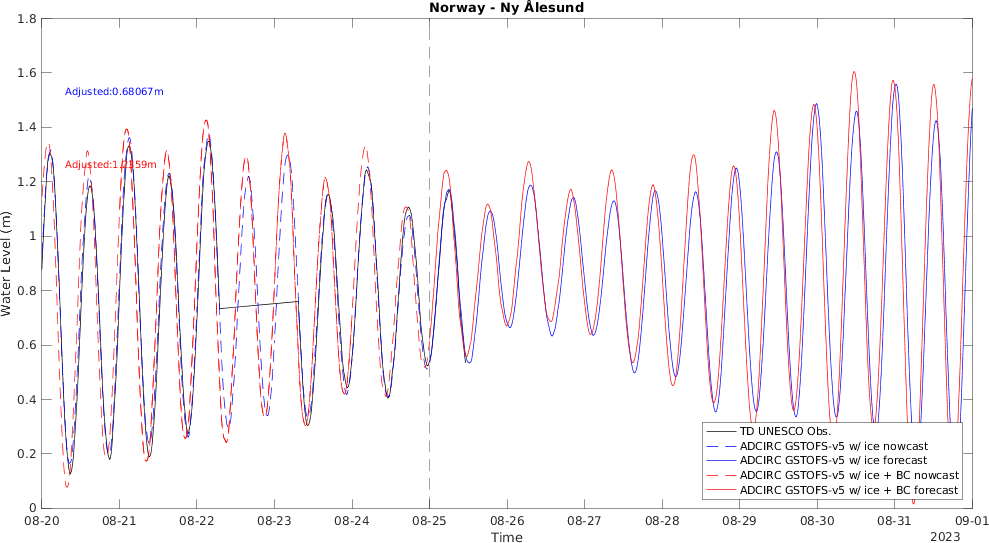 Norway - Ny Ålesund
1.8
1.6
1.4
1.2
1
0.8
0.6
0.4
0.2
0
Water Level (m)
Adjusted:0.68067m
Adjusted:1.2159m
TD UNESCO Obs.
ADCIRC GSTOFS-v5 w/ ice nowcast
ADCIRC GSTOFS-v5 w/ ice forecast
ADCIRC GSTOFS-v5 w/ ice + BC nowcast
ADCIRC GSTOFS-v5 w/ ice + BC forecast
08-20 08-21 08-22 08-23 08-24 08-25 08-26 08-27 08-28 08-29 08-30 08-31 09-01
Time
2023